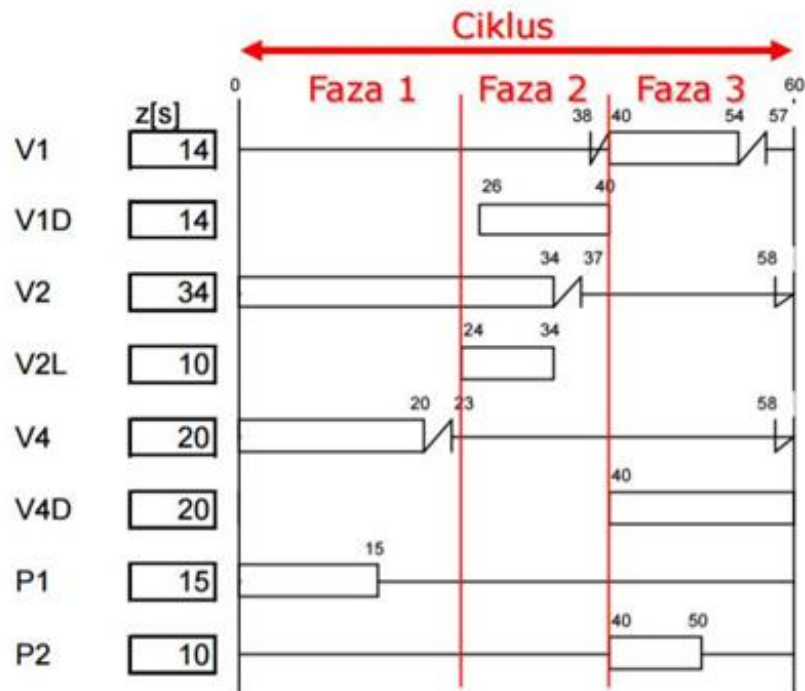 Ciklus
0 Faza 1 Faza 2 Faza 3 60
z[s]
V1 14 38 40 54 57
V1D 14 26 40
V2 34 34 37 58
V2L 10 24 34
V4 20 20 23 58
V4D 20 40
P1 15 15
P2 10 40 50